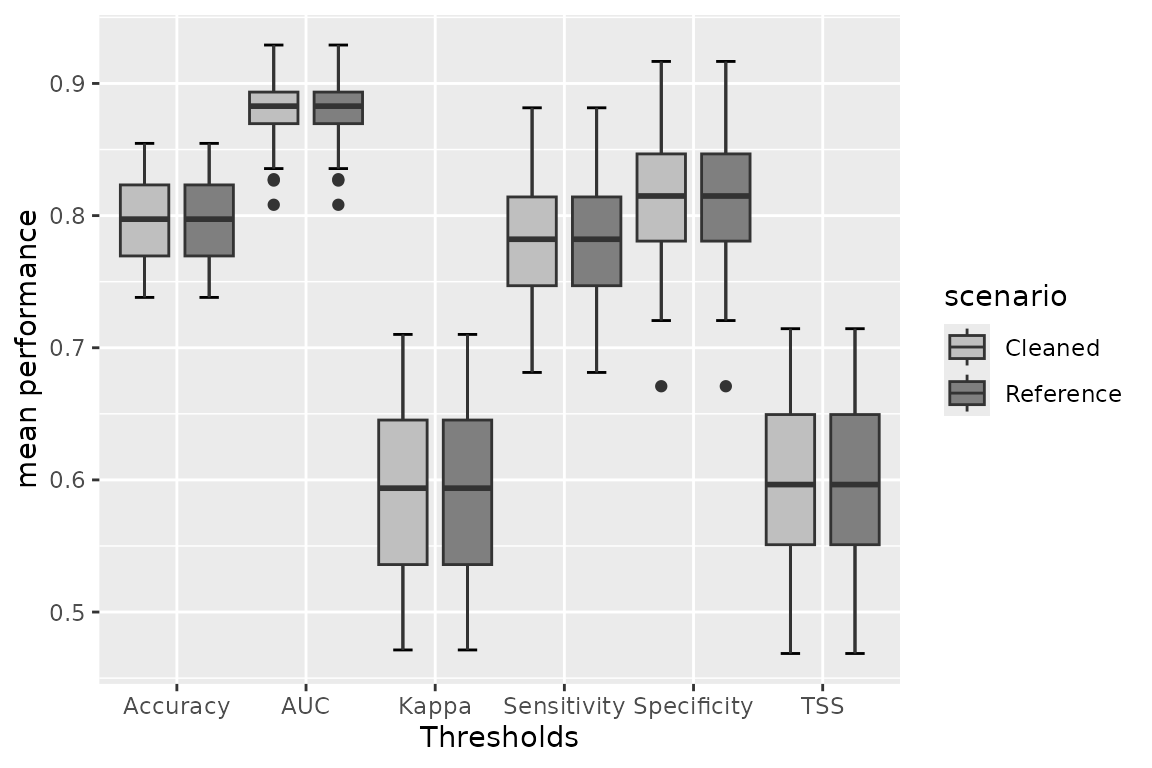 mean performance
0.9
0.8
0.7
0.6
0.5
Accuracy AUC Kappa Sensitivity Specificity TSS
Thresholds
scenario
Cleaned
Reference